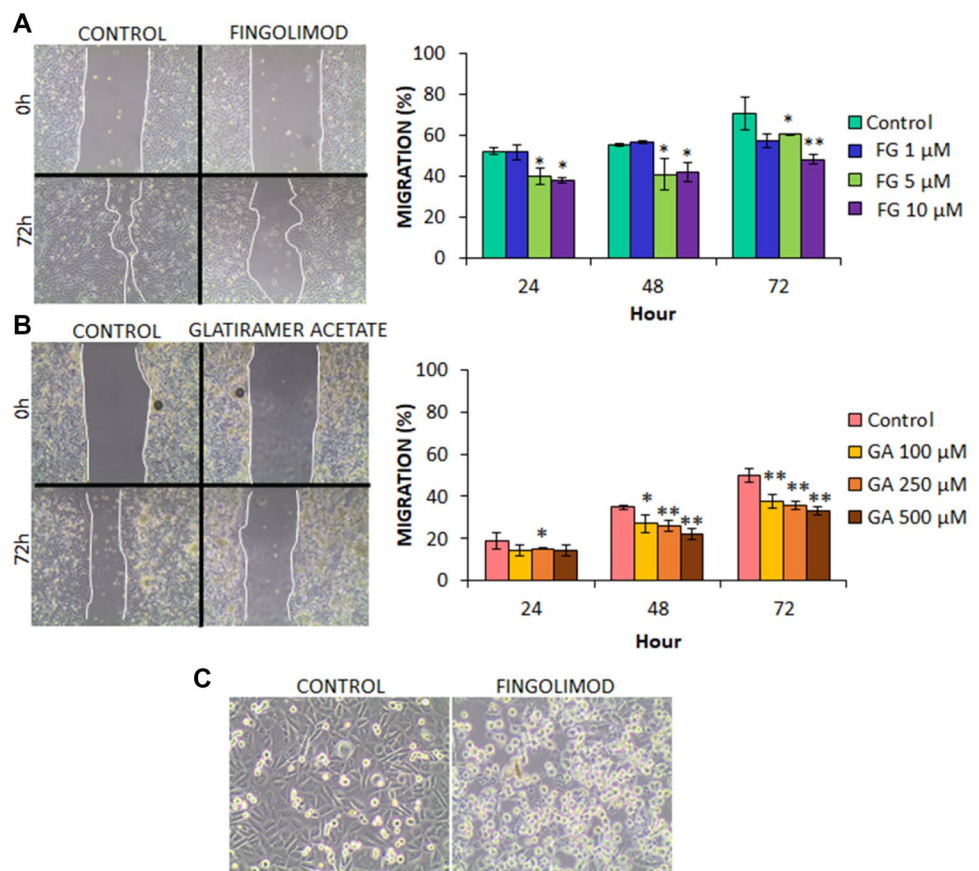 A
CONTROL FINGOLIMOD
0h
72h
MIGRATION (%)
100
80
60
40
20
0
* * * * * **
24 48 72
Hour
Control
FG 1 µM
FG 5 µM
FG 10 µM
B
CONTROL GLATIRAMER ACETATE
0h
72h
MIGRATION (%)
100
80
60
40
20
0
* * ** ** ** ** **
24 48 72
Hour
Control
GA 100 µM
GA 250 µM
GA 500 µM
C
CONTROL FINGOLIMOD